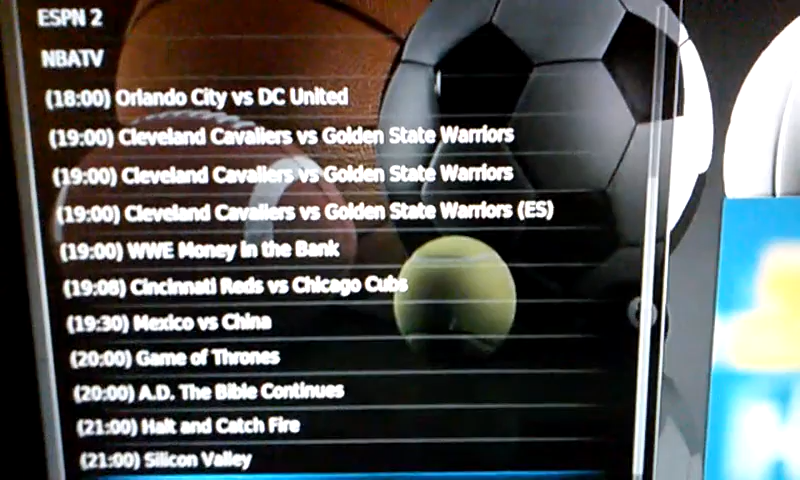 ESPN 2
NBATV
(18:00) Orlando City vs DC United
(19:00) Cleveland Cavaliers vs Golden State Warriors
(19:00) Cleveland Cavaliers vs Golden State Warriors
(19:00) Cleveland Cavaliers vs Golden State Warriors (ES)
(19:00) WWE Money in the Bank
(19:08) Cincinnati Reds vs Chicago Cubs
(19:30) Mexico vs China
(20:00) Game of Thrones
(20:00) A.D. The Bible Continues
(21:00) Halt and Catch Fire
(21:00) Silicon Valley